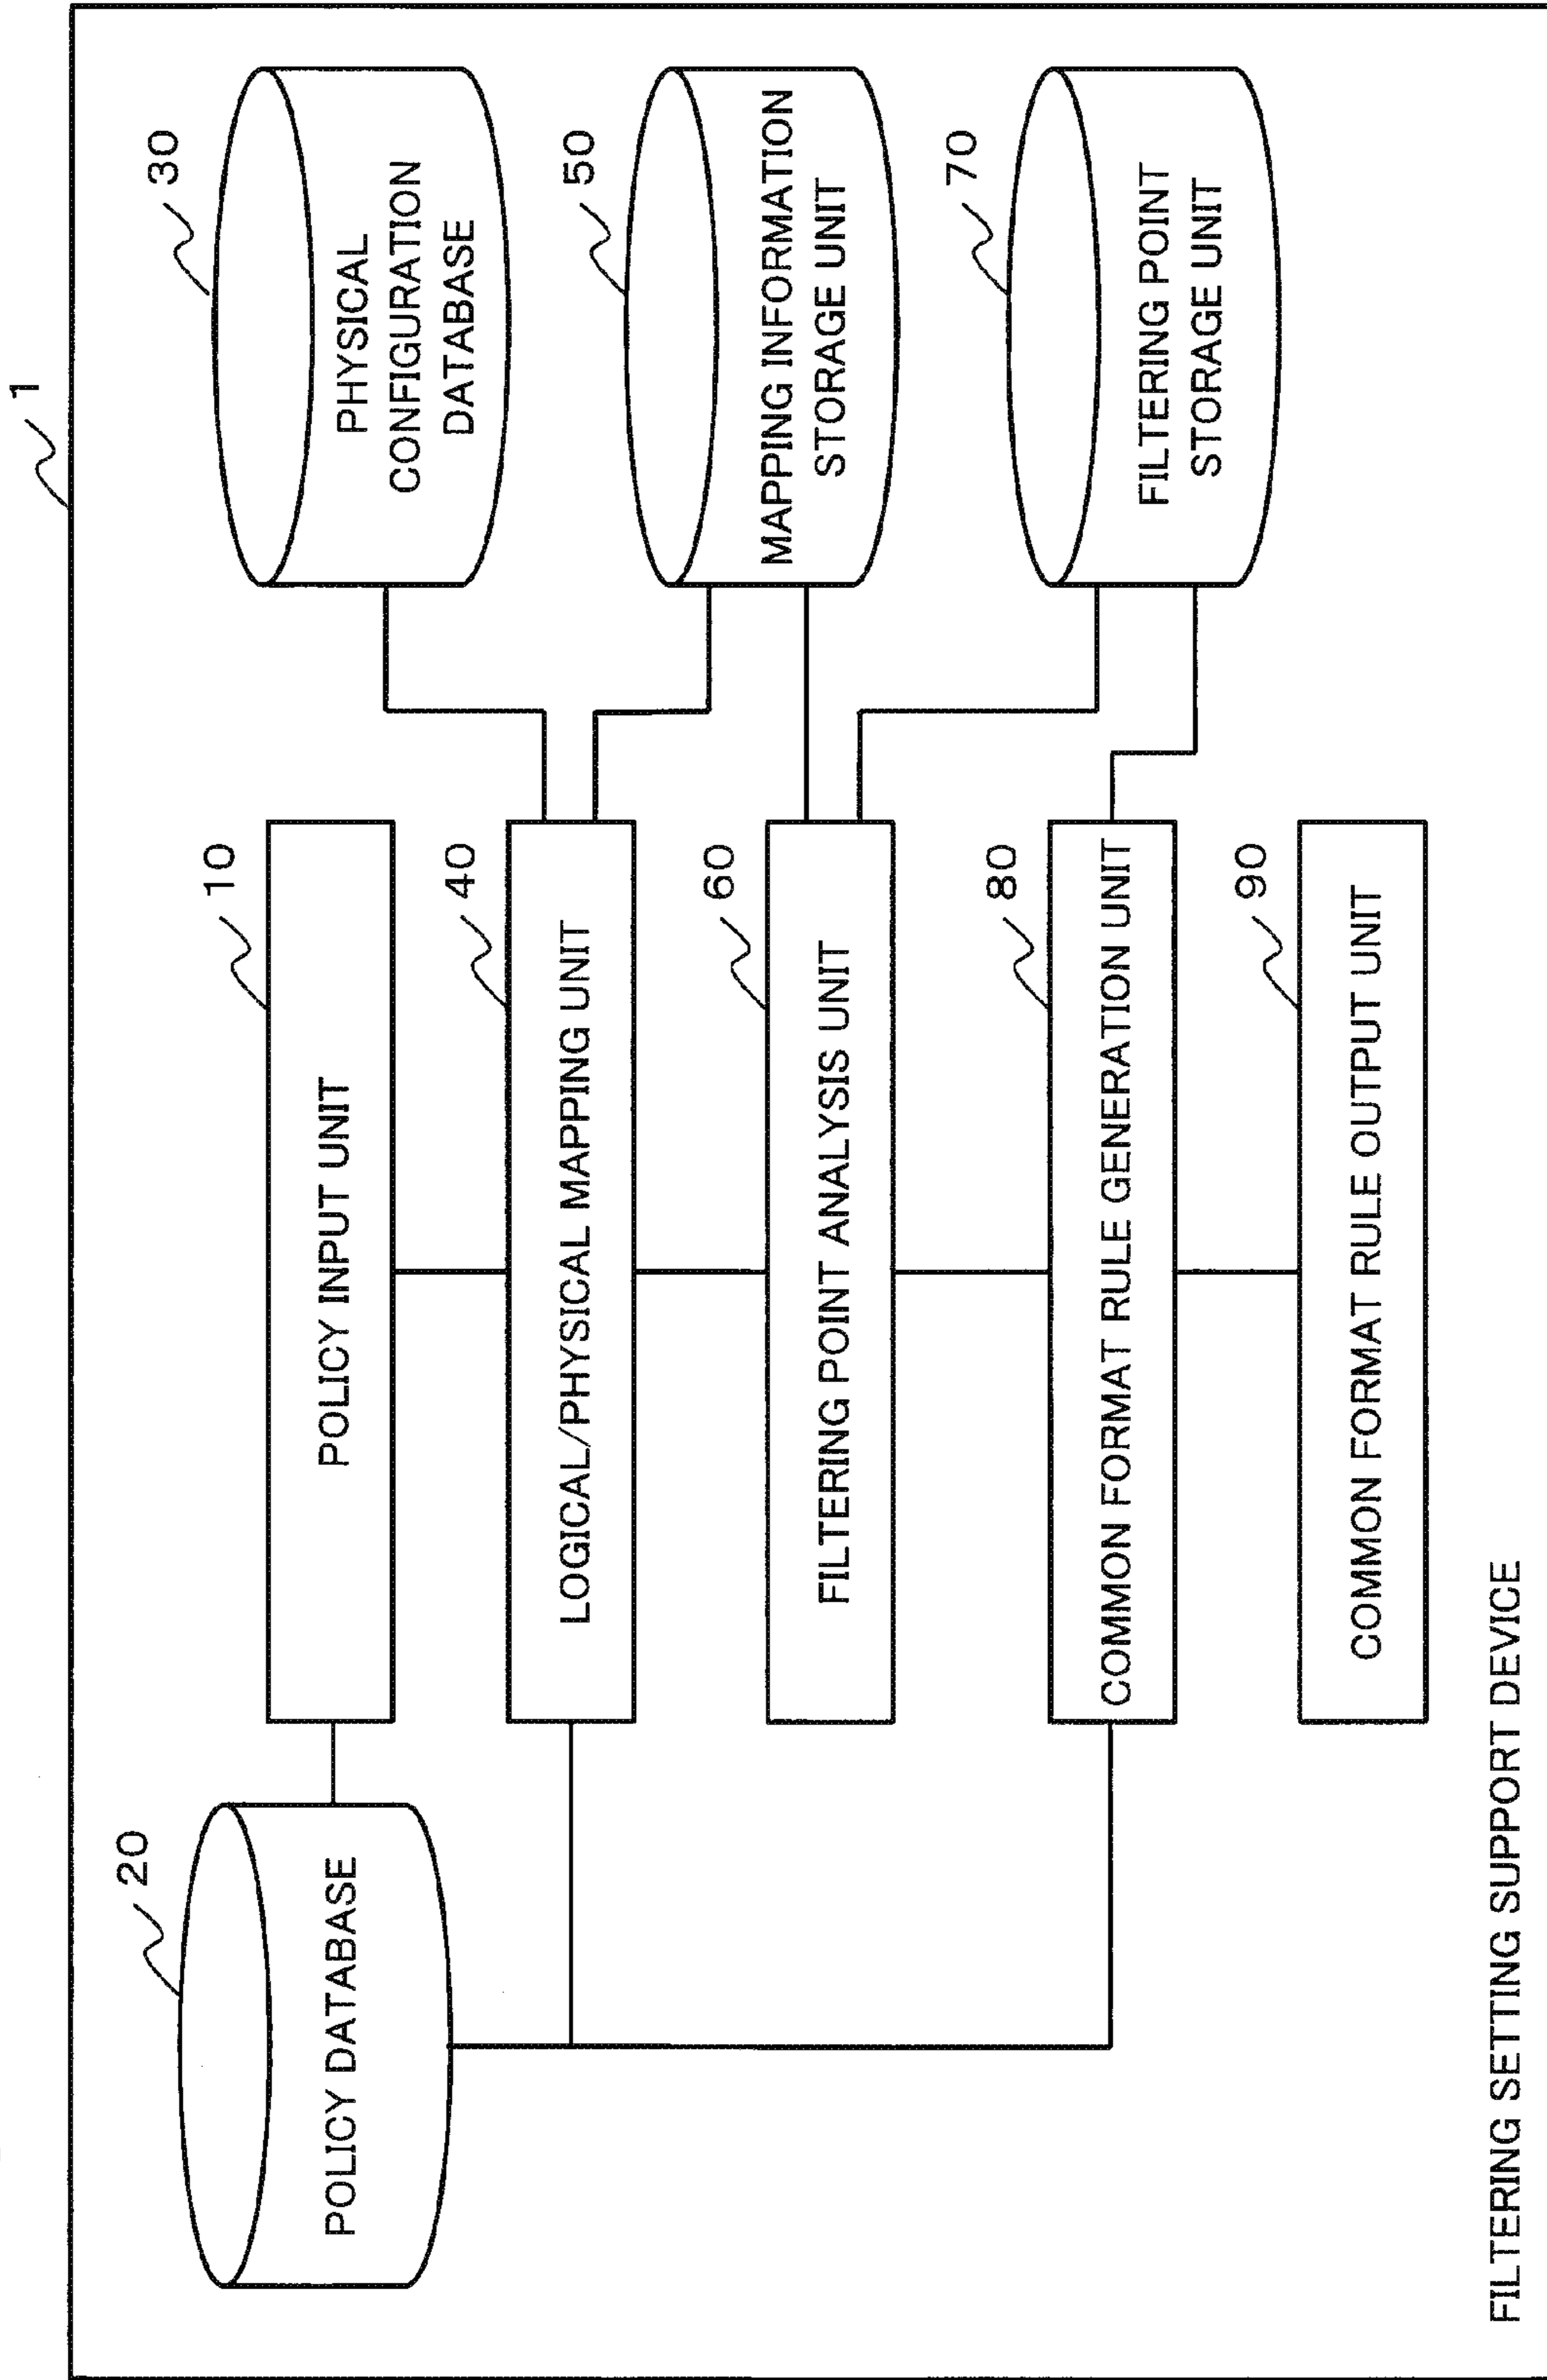 1
20
POLICY DATABASE
10
POLICY INPUT UNIT
30
PHYSICAL
CONFIGURATION
DATABASE
40
LOGICAL/PHYSICAL MAPPING UNIT
50
MAPPING INFORMATION
STORAGE UNIT
60
FILTERING POINT ANALYSIS UNIT
70
FILTERING POINT
STORAGE UNIT
80
COMMON FORMAT RULE GENERATION UNIT
90
COMMON FORMAT RULE OUTPUT UNIT
FILTERING SETTING SUPPORT DEVICE